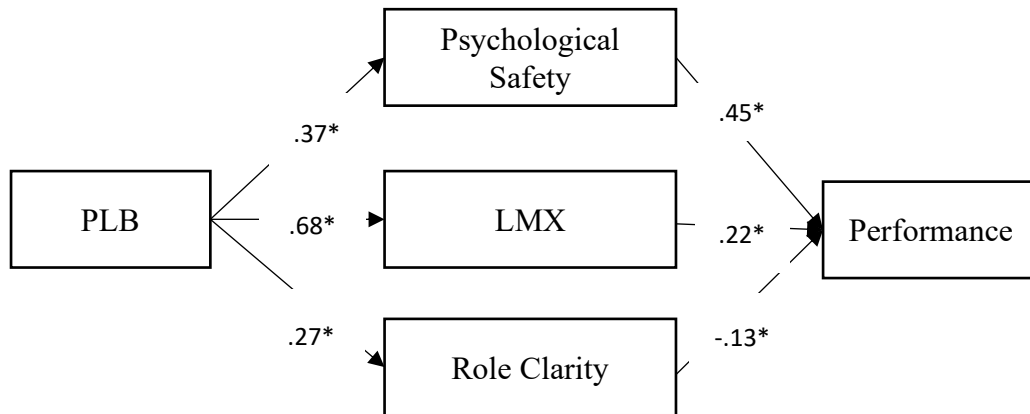 Psychological
Safety
.37*
.45*
PLB
.68*
LMX
.22*
Performance
.27*
-.13*
Role Clarity